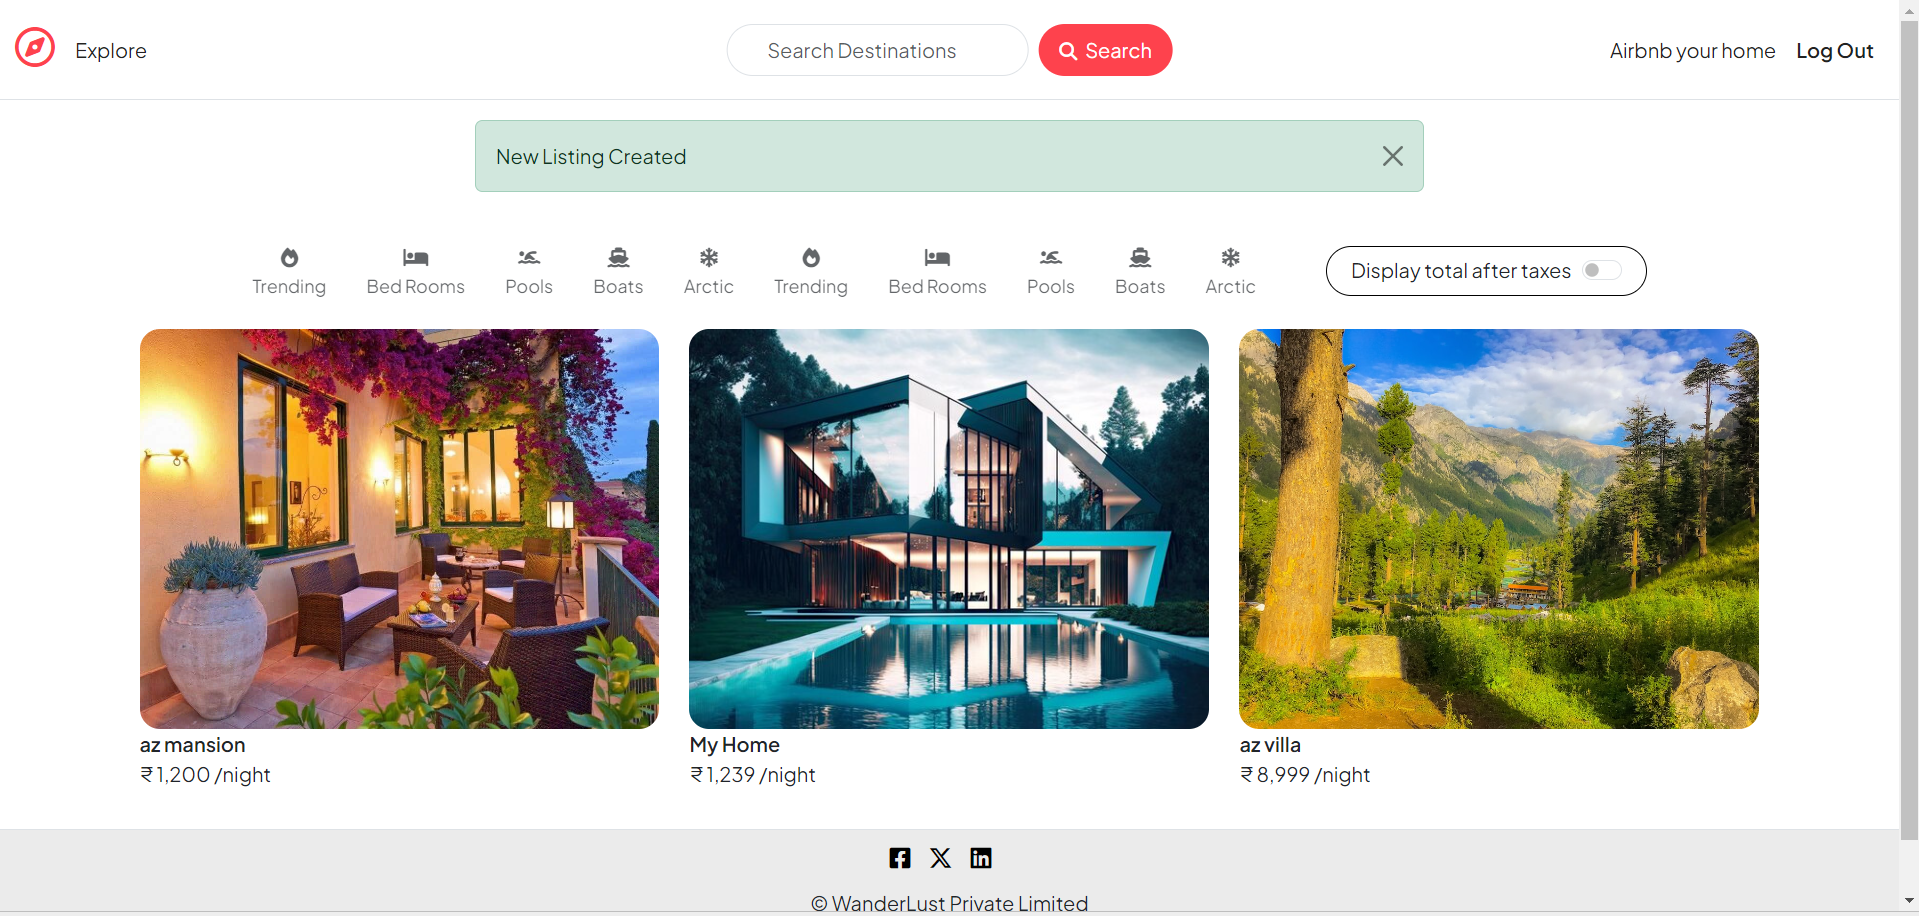 Explore
Search Destinations
Search
Airbnb your home
Log Out
New Listing Created
Trending
Bed Rooms
Pools
Boats
Arctic
Trending
Bed Rooms
Pools
Boats
Arctic
Display total after taxes
az mansion
₹ 1,200 /night
My Home
₹ 1,239 /night
az villa
₹ 8,999 /night
© WanderLust Private Limited